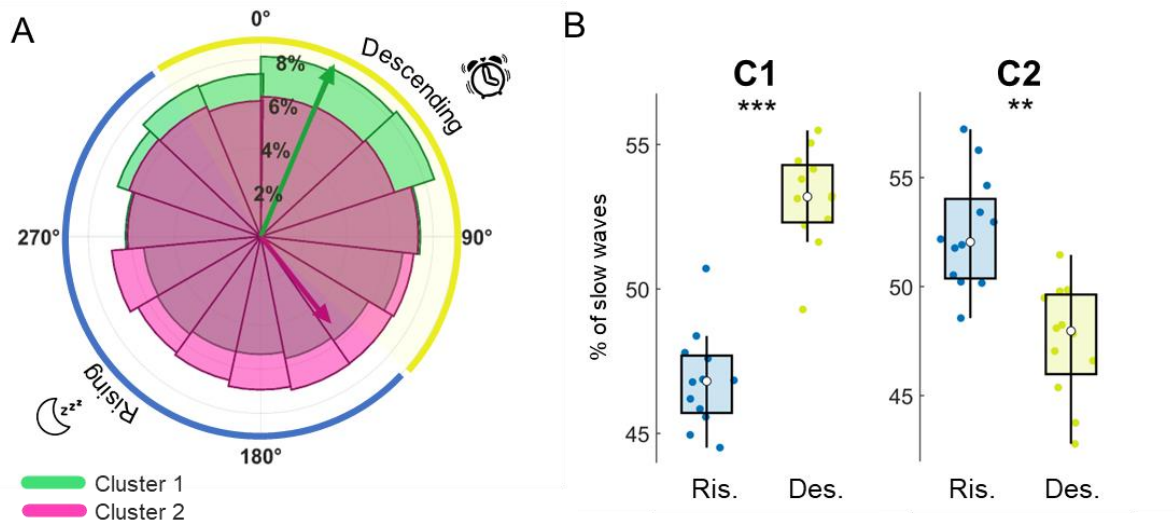 A
0°
8%
6%
4%
2%
Descending
270°
90°
Rising
zzz
180°
Cluster 1
Cluster 2
B
C1
***
C2
**
% of slow waves
55
50
45
Ris.
Des.
55
50
45
Ris.
Des.